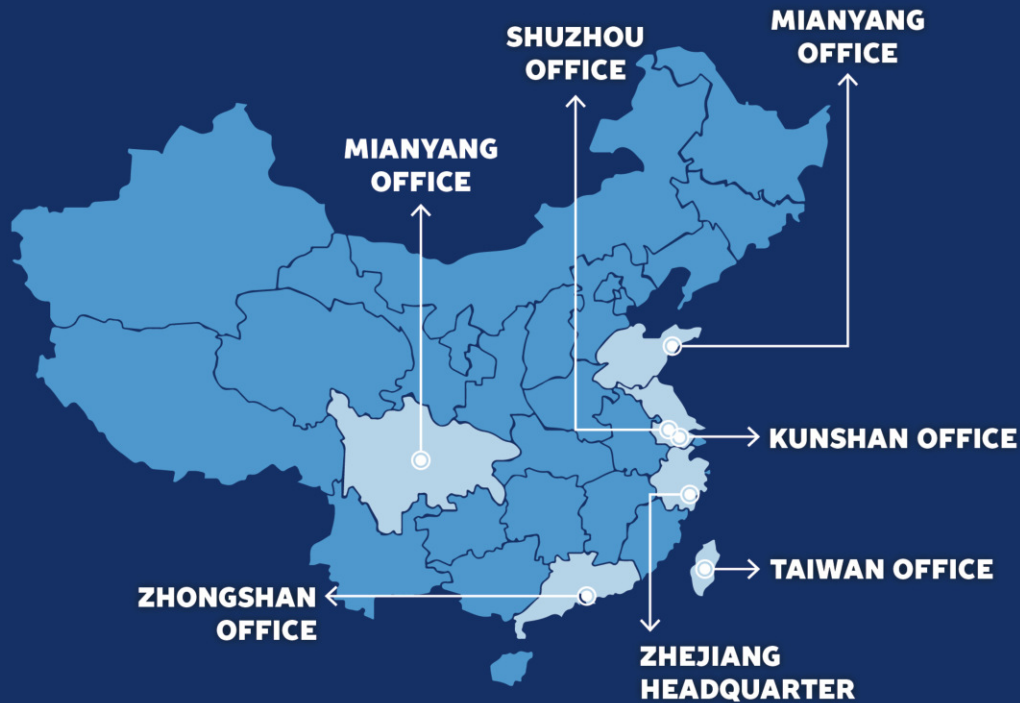 MIANYANG
OFFICE
SHUZHOU
OFFICE
MIANYANG
OFFICE
KUNSHAN OFFICE
TAIWAN OFFICE
ZHONGSHAN
OFFICE
ZHEJIANG
HEADQUARTER